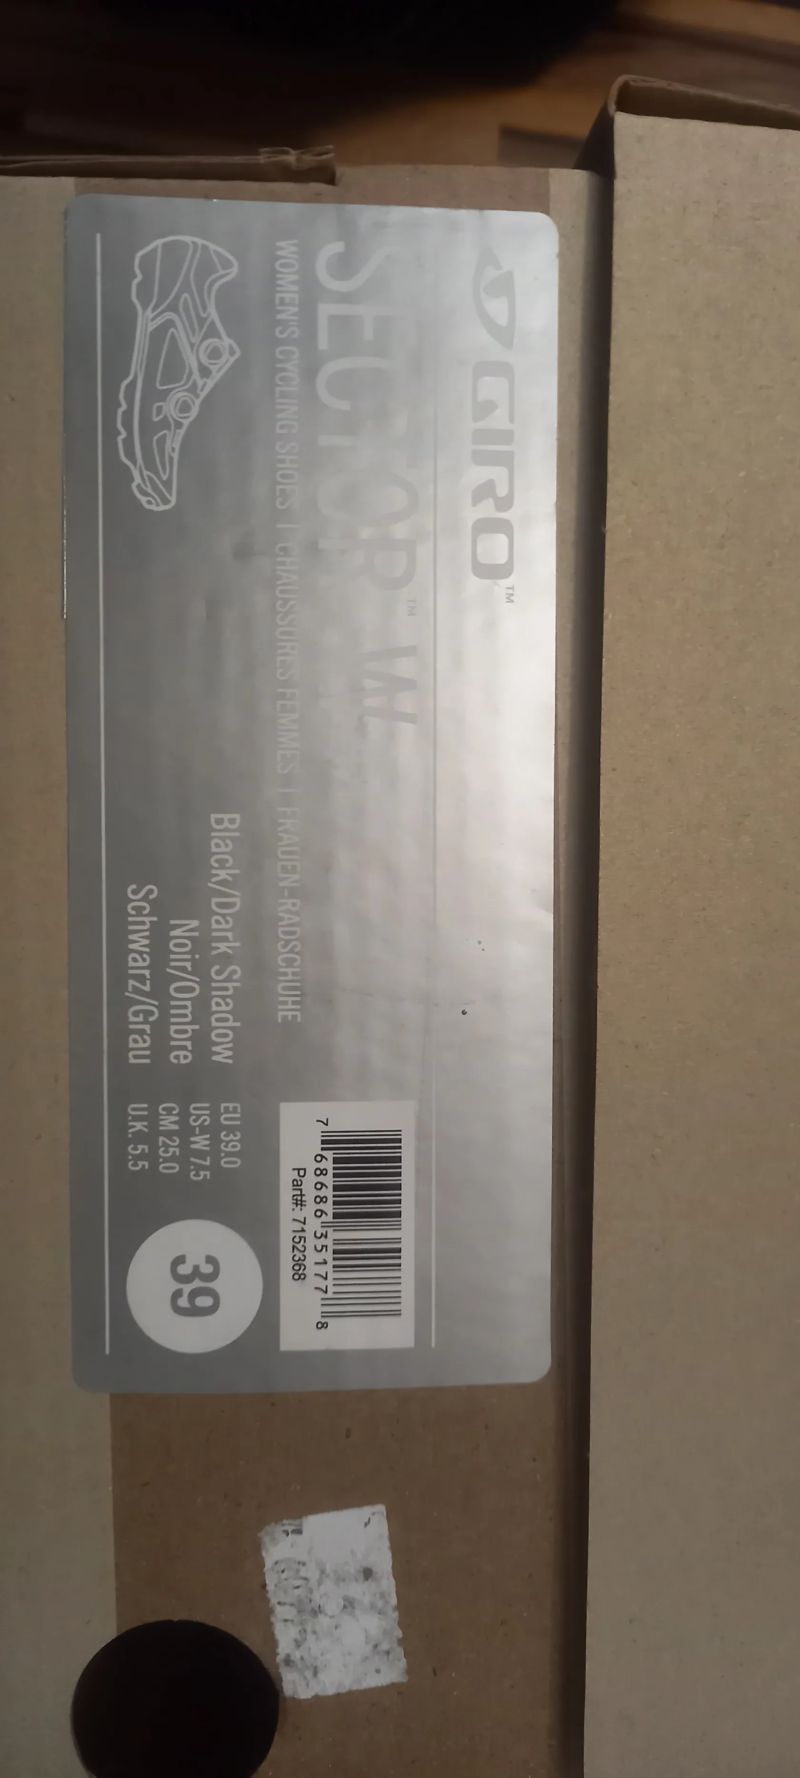 GIRO™
SECTOR™ W
WOMEN'S CYCLING SHOES | CHAUSSURES FEMMES | FRAUEN-RADSCHUHE
7 68686 35177 8
Part#: 7152368
Black/Dark Shadow
Noir/Ombre
Schwarz/Grau
EU 39.0
US-W 7.5
CM 25.0
U.K. 5.5
39